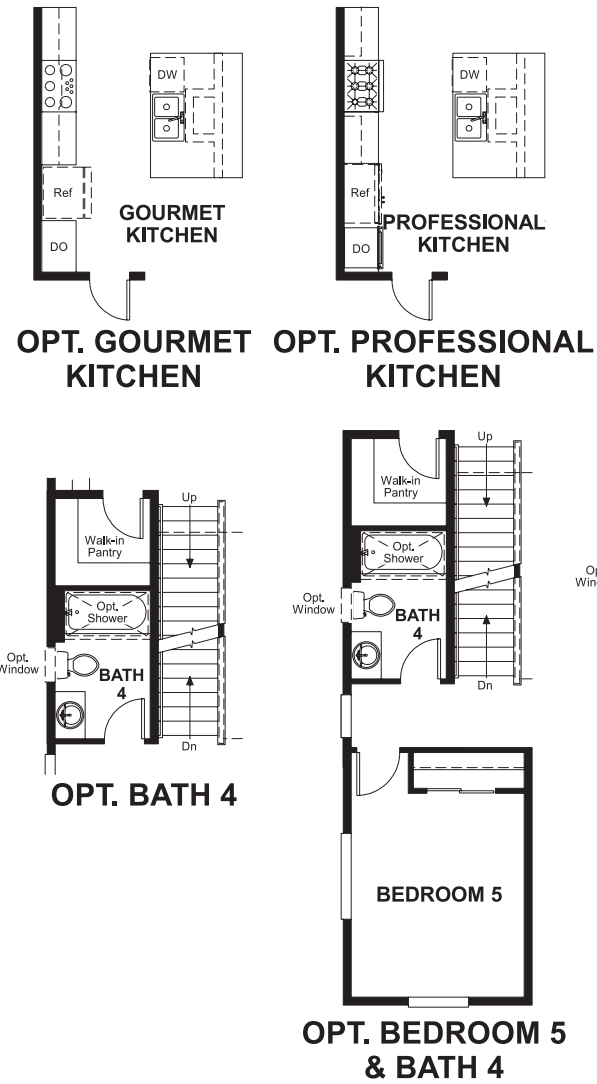 DW
Ref
DO
GOURMET
KITCHEN
OPT. GOURMET
KITCHEN
DW
Ref
DO
PROFESSIONAL
KITCHEN
OPT. PROFESSIONAL
KITCHEN
Up
Walk-in
Pantry
Opt.
Shower
Opt.
Window
BATH
4
Dn
OPT. BATH 4
Up
Walk-in
Pantry
Opt.
Shower
Opt.
Window
BATH
4
Dn
BEDROOM 5
OPT. BEDROOM 5
& BATH 4